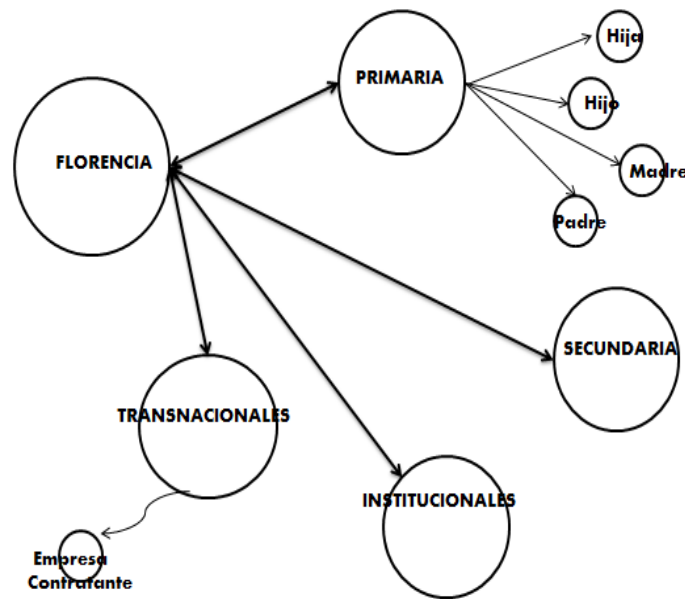 Hija
PRIMARIA
Hijo
FLORENCIA
Madre
Padre
SECUNDARIA
TRANSNACIONALES
INSTITUCIONALES
Empresa
Contratante